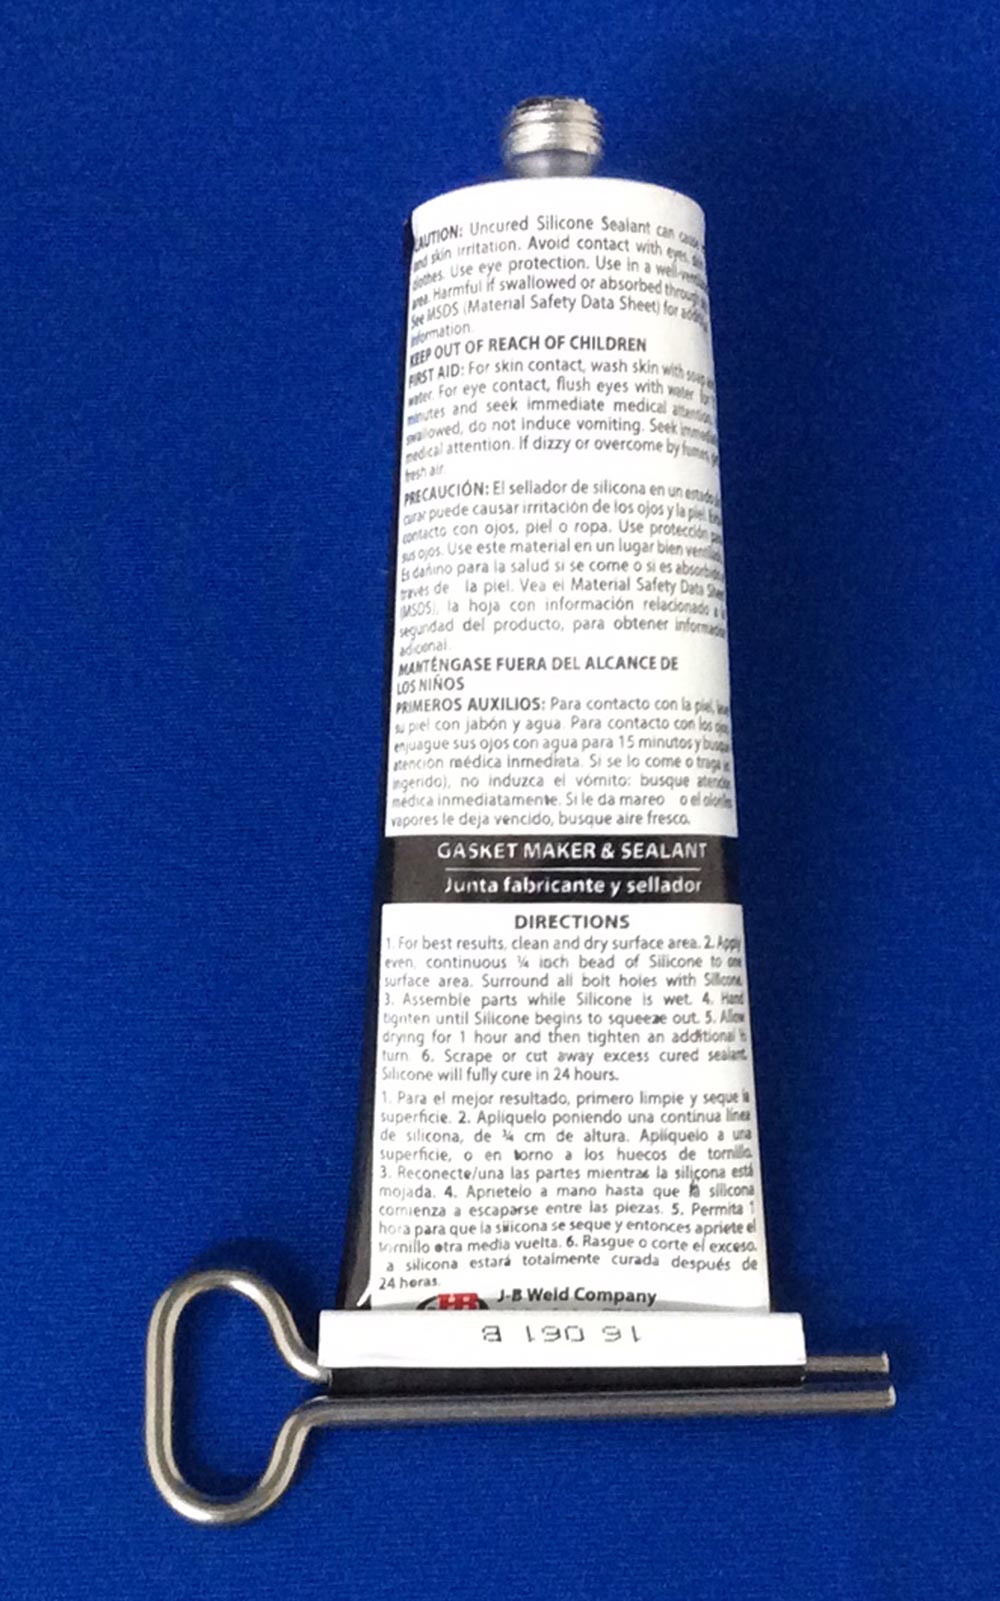 CAUTION: Uncured Silicone Sealant can cause
and skin irritation. Avoid contact with eyes,
clothes. Use eye protection. Use in a
area. Harmful if swallowed or absorbed through
See MSDS (Material Safety Data Sheet) for
information.
KEEP OUT OF REACH OF CHILDREN
FIRST AID: For skin contact, wash skin with soap
water. For eye contact, flush eyes with water for
minutes and seek immediate medical attention.
swallowed, do not induce vomiting. Seek
medical attention. If dizzy or overcome by fumes,
fresh air.
PRECAUCIÓN: El sellador de silicona en un estado
curar puede causar irritación de los ojos y la piel.
contacto con ojos, piel o ropa. Use protección
sus ojos. Use este material en un lugar bien
Es dañino para la salud si se come o si es
través de la piel. Vea el Material Safety Data
(MSDS), la hoja con información relacionado a
seguridad del producto, para obtener información
adicional.
MANTÉNGASE FUERA DEL ALCANCE DE
LOS NIÑOS
PRIMEROS AUXILIOS: Para contacto con la piel,
su piel con jabón y agua. Para contacto con los
enjuague sus ojos con agua para 15 minutos y busque
atención médica inmediata. Si se lo come o traga
ingerido), no induzca el vómito: busque
médica inmediatamente. Si le da mareo o el
vapores le deja vencido, busque aire fresco.
GASKET MAKER & SEALANT
Junta fabricante y sellador
DIRECTIONS
1. For best results, clean and dry surface area. 2. Apply
even, continuous ¼ inch bead of Silicone to one
surface area. Surround all bolt holes with Silicone.
3. Assemble parts while Silicone is wet. 4. Hand
tighten until Silicone begins to squeeze out. 5. Allow
drying for 1 hour and then tighten an additional
turn. 6. Scrape or cut away excess cured sealant.
Silicone will fully cure in 24 hours.
1. Para el mejor resultado, primero limpie y seque la
superficie. 2. Aplíquelo poniendo una continua línea
de silicona, de ¾ cm de altura. Aplíquelo a una
superficie, o en torno a los huecos de tornillo.
3. Reconecte/una las partes mientras la silicona está
mojada. 4. Aprietelo a mano hasta que la silicona
comienza a escaparse entre las piezas. 5. Permita 1
hora para que la silicona se seque y entonces apriete el
tornillo otra media vuelta. 6. Rasgue o corte el exceso.
a silicona estará totalmente curada después de
24 horas.
J-B Weld Company
16 061 B